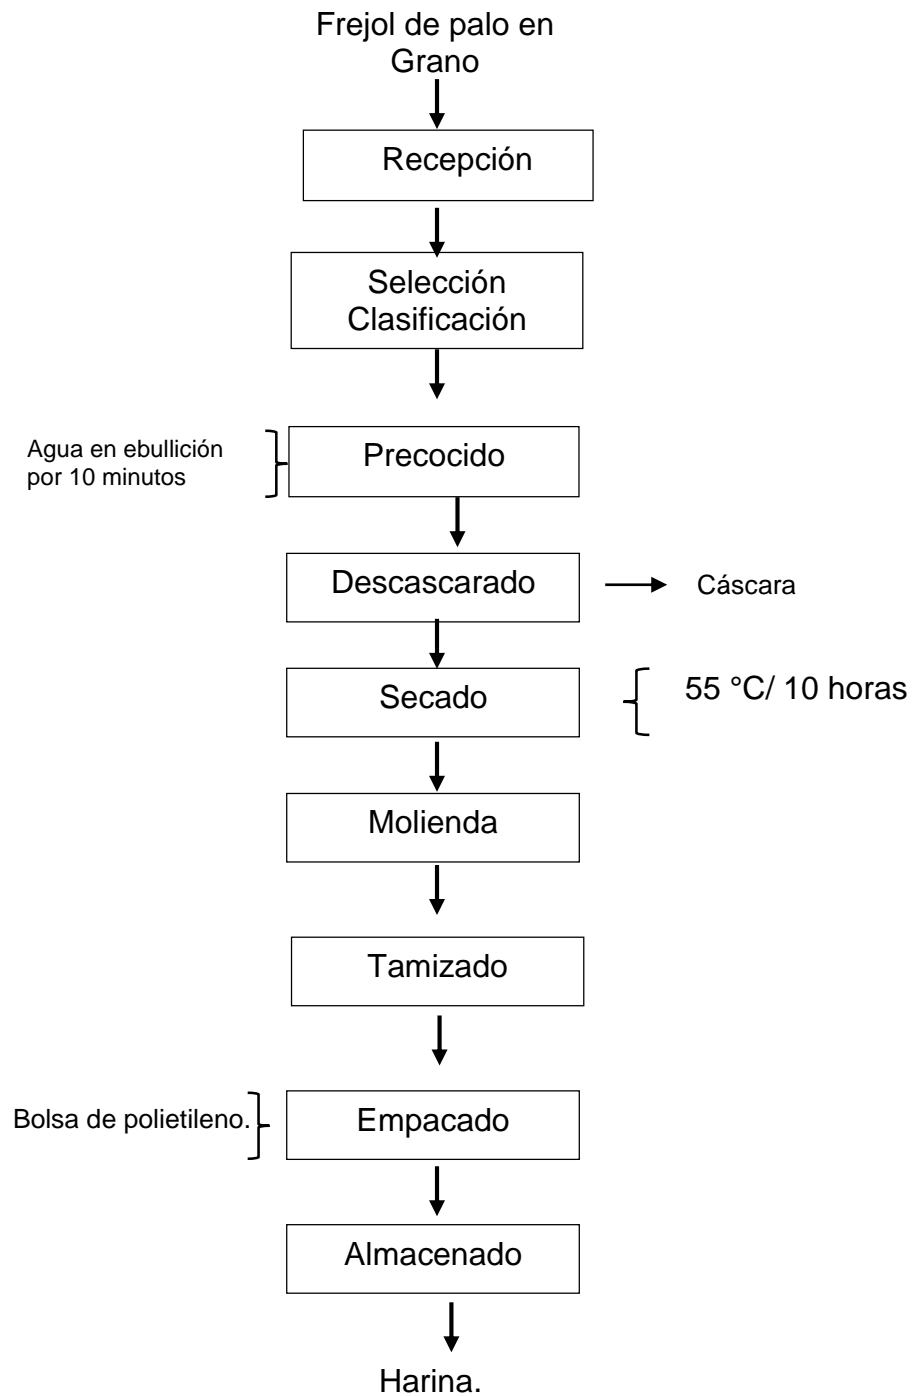 Frejol de palo en
Grano
Recepción
Selección
Clasificación
Agua en ebullición
por 10 minutos
Precocido
Descascarado
Cáscara
Secado
55 °C/ 10 horas
Molienda
Tamizado
Bolsa de polietileno.
Empacado
Almacenado
Harina.